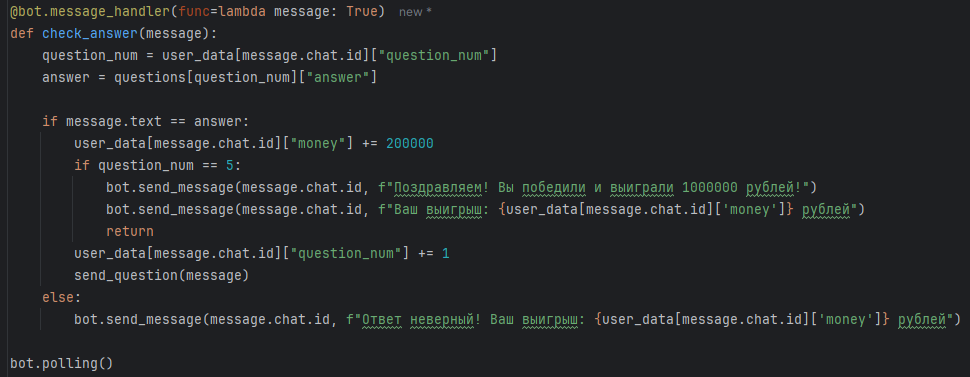 @bot.message_handler(func=lambda message: True)  new *
def check_answer(message):
    question_num = user_data[message.chat.id]["question_num"]
    answer = questions[question_num]["answer"]

    if message.text == answer:
        user_data[message.chat.id]["money"] += 200000
        if question_num == 5:
            bot.send_message(message.chat.id, f"Поздравляем! Вы победили и выиграли 1000000 рублей!")
            bot.send_message(message.chat.id, f"Ваш выигрыш: {user_data[message.chat.id]['money']} рублей")
            return
        user_data[message.chat.id]["question_num"] += 1
        send_question(message)
    else:
        bot.send_message(message.chat.id, f"Ответ неверный! Ваш выигрыш: {user_data[message.chat.id]['money']} рублей")

bot.polling()